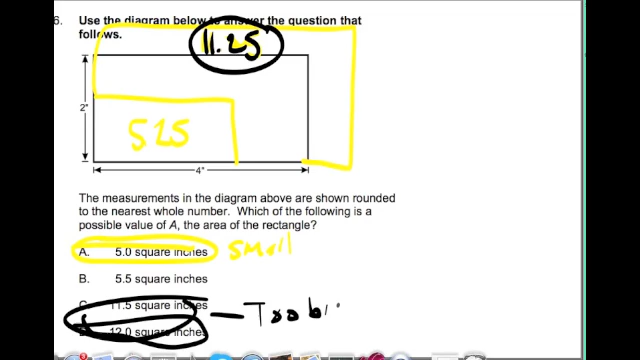 6. Use the diagram below to answer the question that
follows.
11.25
2"
5.25
4"
The measurements in the diagram above are shown rounded
to the nearest whole number. Which of the following is a
possible value of A, the area of the rectangle?
A. 5.0 square inches small
B. 5.5 square inches
C. 11.5 square inches
Too bi
D. 12.0 square inches